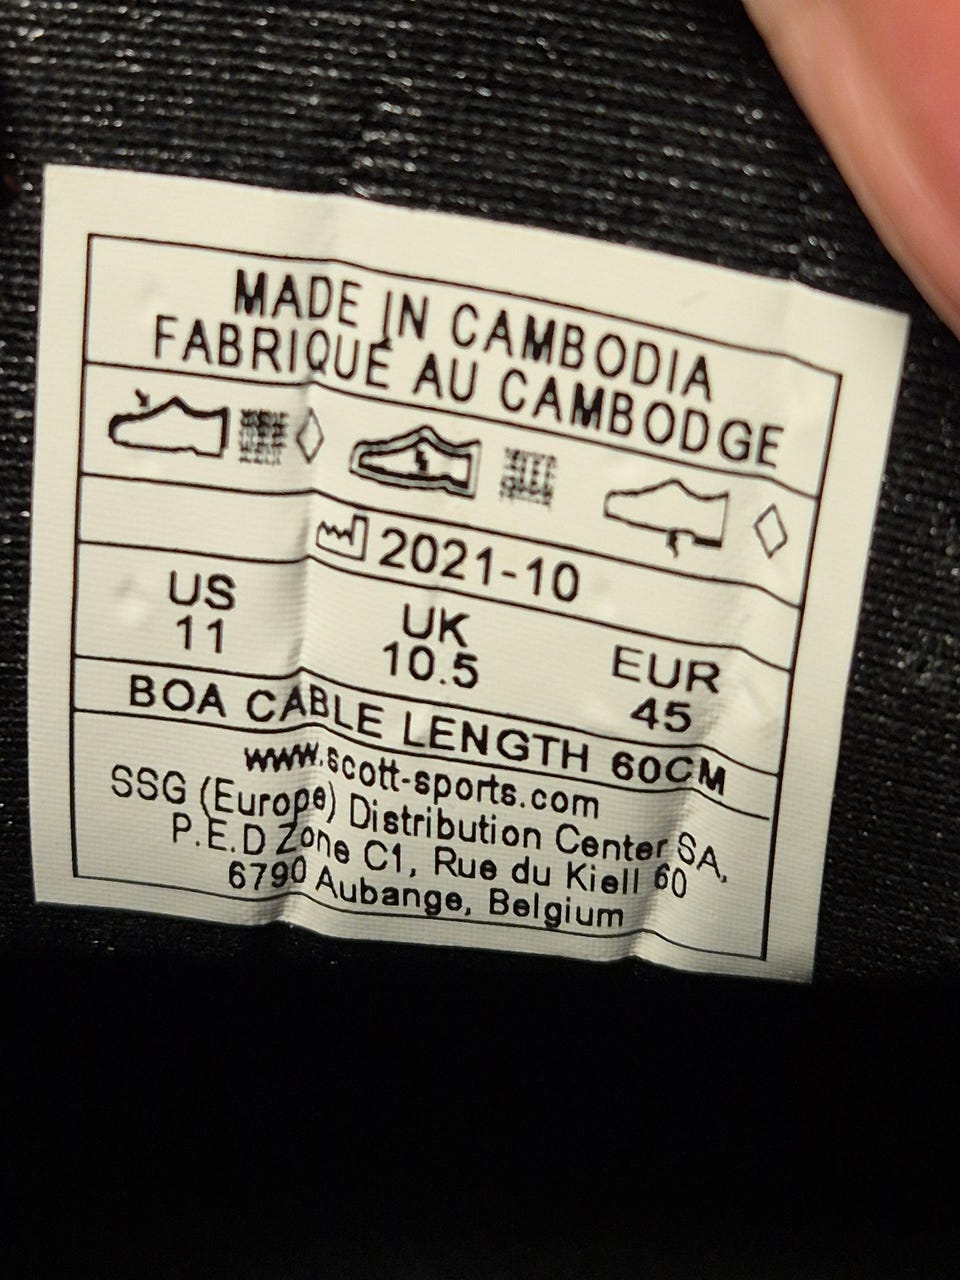 MADE IN CAMBODIA
FABRIQUÉ AU CAMBODGE
2021-10
US UK EUR
11 10.5 45
BOA CABLE LENGTH 60CM
www.scott-sports.com
SSG (Europe) Distribution Center SA,
P.E.D Zone C1, Rue du Kiell 60
6790 Aubange, Belgium